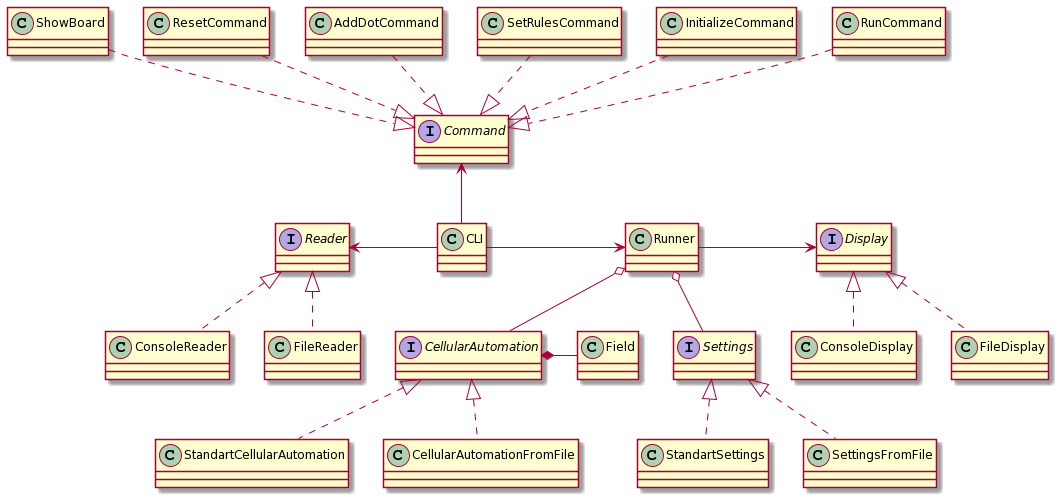 C ShowBoard
C ResetCommand
C AddDotCommand
C SetRulesCommand
C InitializeCommand
C RunCommand
I Command
I Reader
C CLI
C Runner
I Display
C ConsoleReader
C FileReader
I CellularAutomation
C Field
I Settings
C ConsoleDisplay
C FileDisplay
C StandartCellularAutomation
C CellularAutomationFromFile
C StandartSettings
C SettingsFromFile